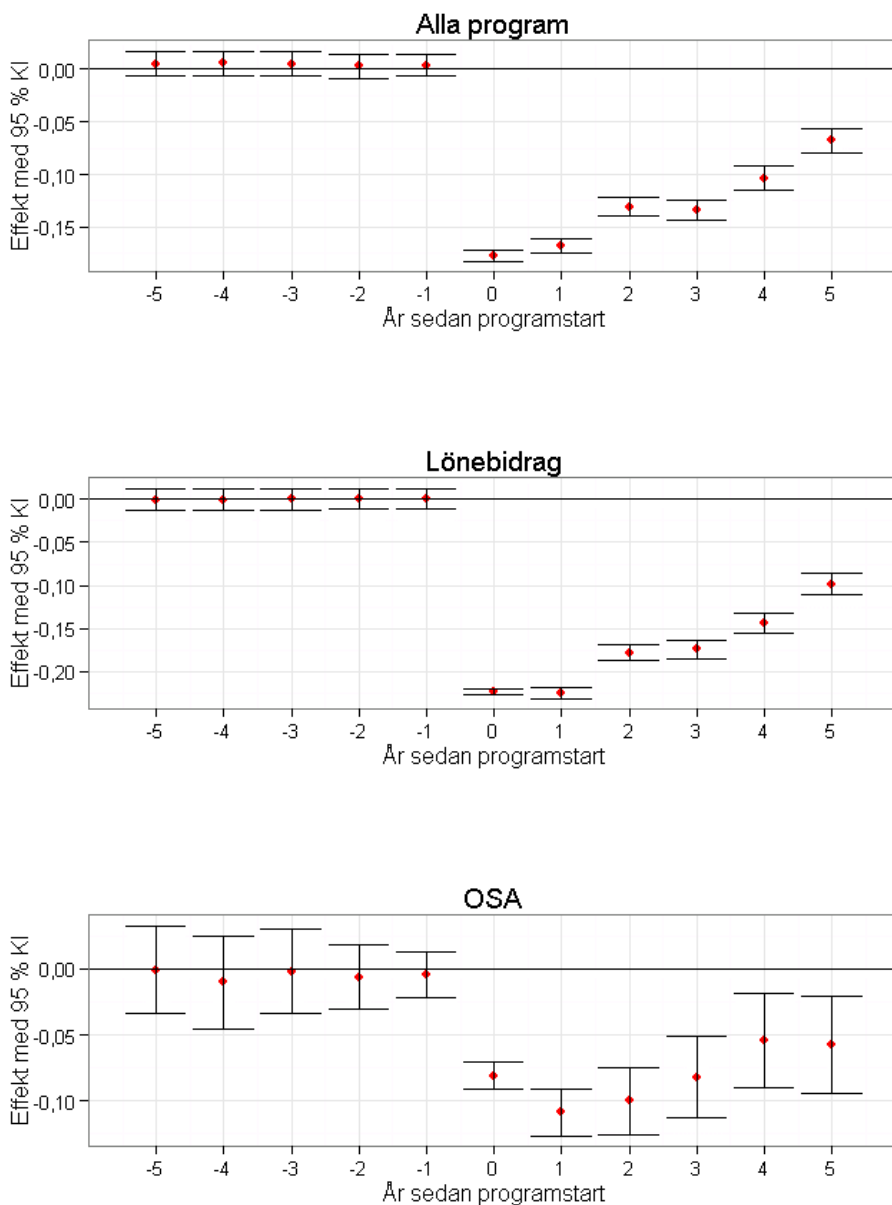 Alla program
Effekt med 95 % KI
0,00
-0,05
-0,10
-0,15
-5 -4 -3 -2 -1 0 1 2 3 4 5
År sedan programstart
Lönebidrag
Effekt med 95 % KI
0,00
-0,05
-0,10
-0,15
-0,20
-5 -4 -3 -2 -1 0 1 2 3 4 5
År sedan programstart
OSA
Effekt med 95 % KI
0,00
-0,05
-0,10
-5 -4 -3 -2 -1 0 1 2 3 4 5
År sedan programstart